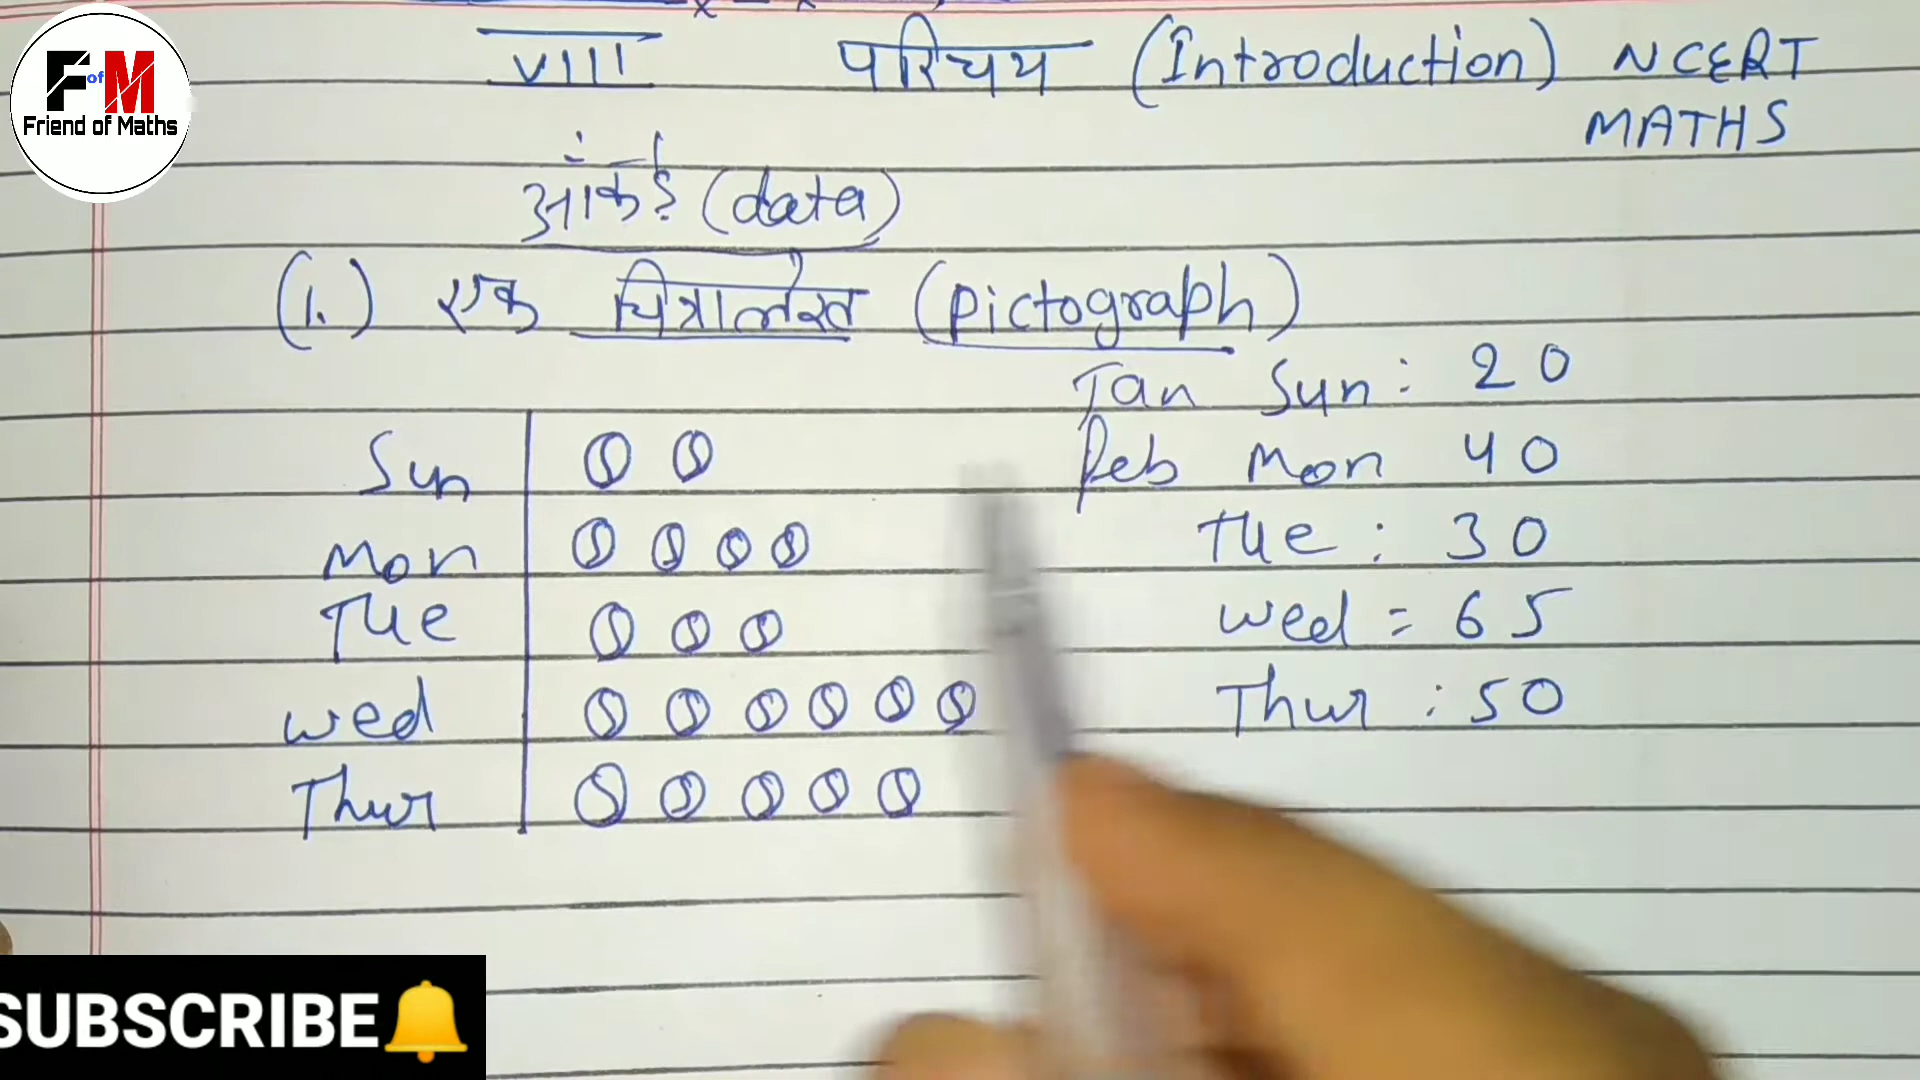 VIII परिचय (Introduction) NCERT
MATHS
FofM
Friend of Maths
आंकड़े (data)
(1.) एक चित्रालेख (pictograph)
Jan Sun: 20
Feb Mon 40
Tue: 30
Wed = 65
Thur: 50
Sun
Mon
Tue
Wed
Thur
SUBSCRIBE